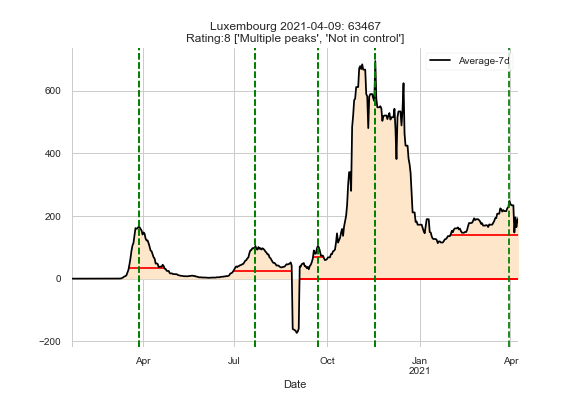 Luxembourg 2021-04-09: 63467
Rating:8 ['Multiple peaks', 'Not in control']
Average-7d
600
400
200
0
−200
Apr
Jul
Oct
Jan
2021
Apr
Date